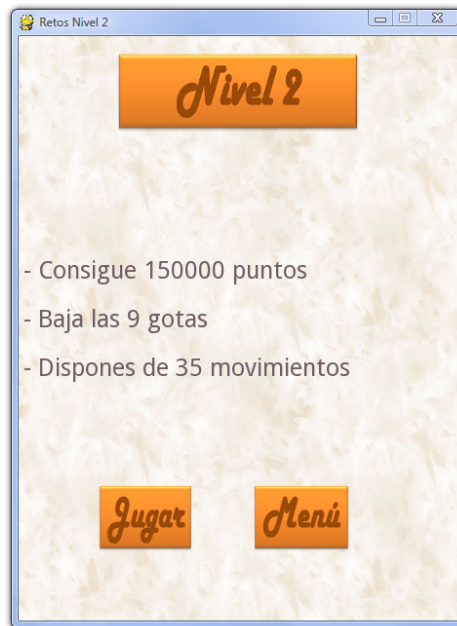 Retos Nivel 2
Nivel 2
- Consigue 150000 puntos
- Baja las 9 gotas
- Dispones de 35 movimientos
Jugar Menú